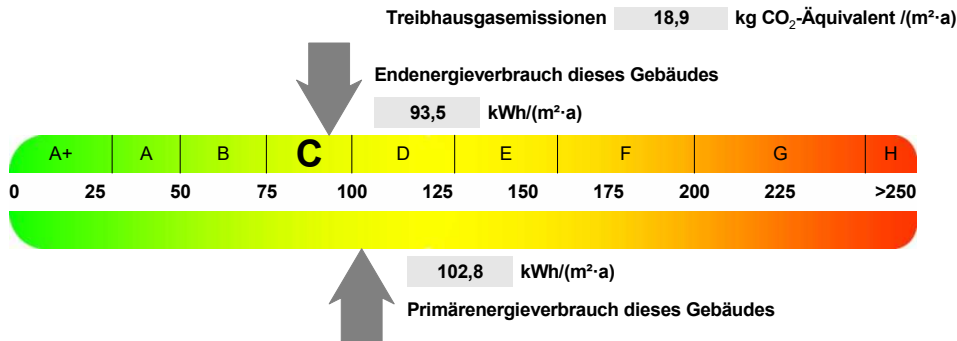 Treibhausgasemissionen 18,9 kg CO₂-Äquivalent /(m²·a)
Endenergieverbrauch dieses Gebäudes
93,5 kWh/(m²·a)
A+ A B C D E F G H
0 25 50 75 100 125 150 175 200 225 >250
102,8 kWh/(m²·a)
Primärenergieverbrauch dieses Gebäudes